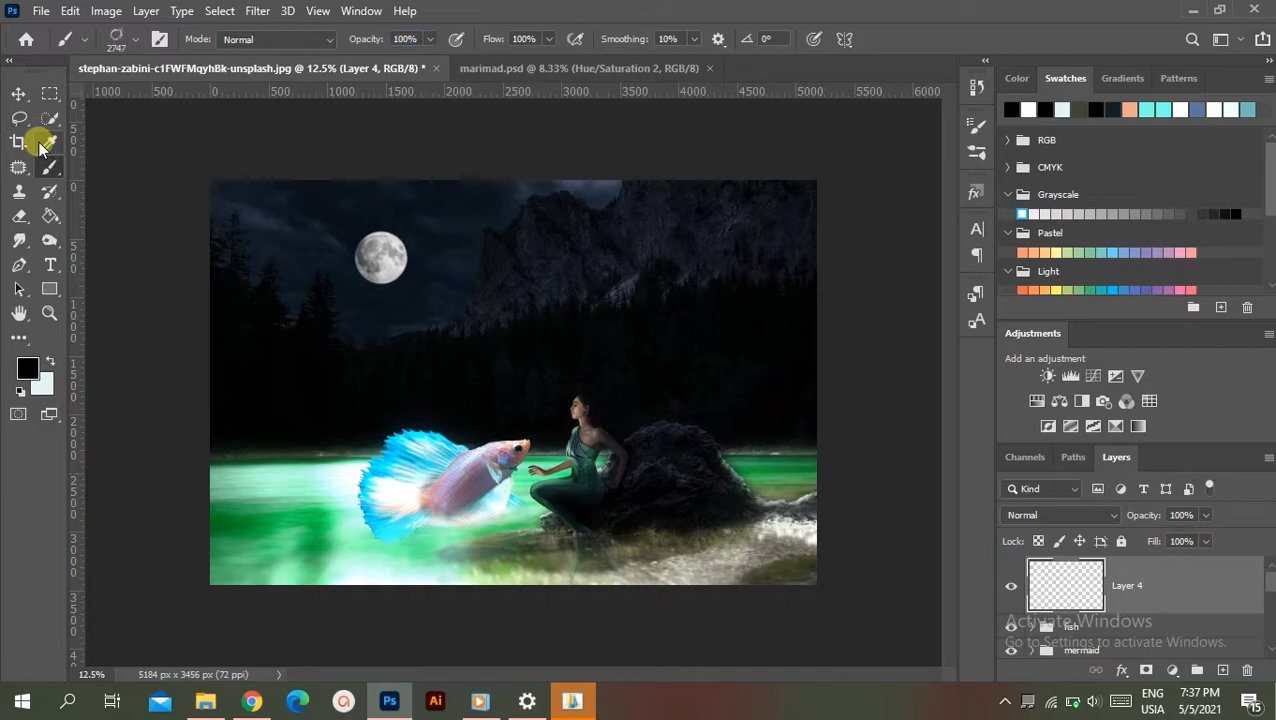 Ps File Edit Image Layer Type Select Filter 3D View Window Help
2747 Mode: Normal Opacity: 100% Flow: 100% Smoothing: 10% 0°
stephan-zabini-c1FWFMqyhBk-unsplash.jpg @ 12.5% (Layer 4, RGB/8) * × marimad.psd @ 8.33% (Hue/Saturation 2, RGB/8) ×
Color Swatches Gradients Patterns
1000 500 0 500 1000 1500 2000 2500 3000 3500 4000 4500 5000 5500 6000
RGB
CMYK
Grayscale
Pastel
Light
Adjustments
Add an adjustment
Channels Paths Layers
Kind
Normal Opacity: 100%
Lock: Fill: 100%
Layer 4
fish
mermaid
Activate Windows
Go to Settings to activate Windows.
12.5% 5184 px x 3456 px (72 ppi)
Ps Ai ENG 7:37 PM
USIA 5/5/2021 15